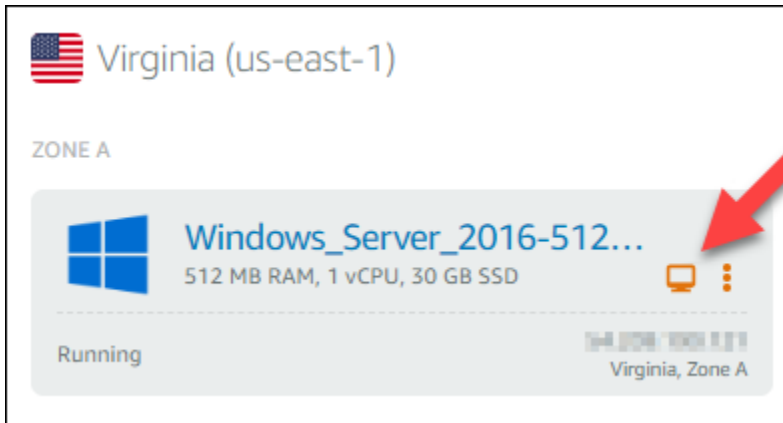 Virginia (us-east-1)
ZONE A
Windows_Server_2016-512...
512 MB RAM, 1 vCPU, 30 GB SSD
Running
Virginia, Zone A